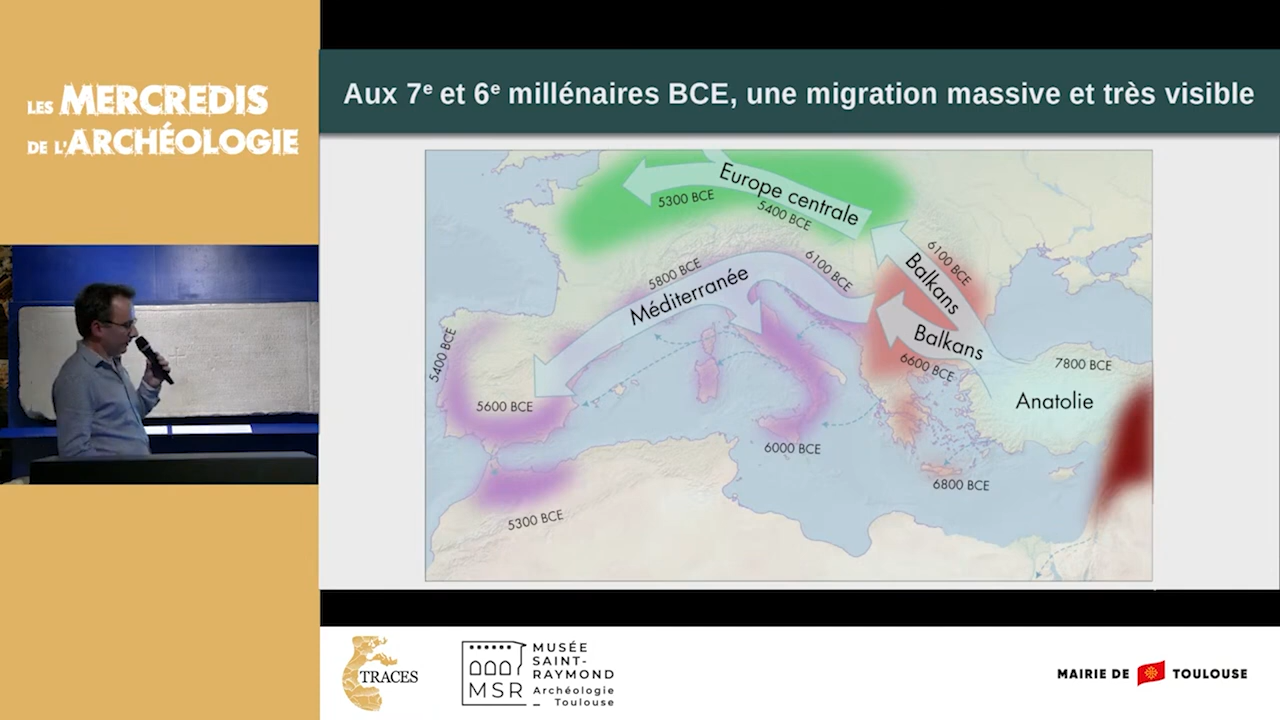 LES MERCREDIS
DE L'ARCHÉOLOGIE
Aux 7e et 6e millénaires BCE, une migration massive et très visible
Europe centrale
5300 BCE
5400 BCE
6100 BCE
Balkans
5800 BCE
6100 BCE
Méditerranée
Balkans
5400 BCE
6600 BCE
7800 BCE
Anatolie
5600 BCE
6000 BCE
6800 BCE
5300 BCE
TRACES
MSR
MUSÉE
SAINT-
RAYMOND
Archéologie
Toulouse
MAIRIE DE TOULOUSE